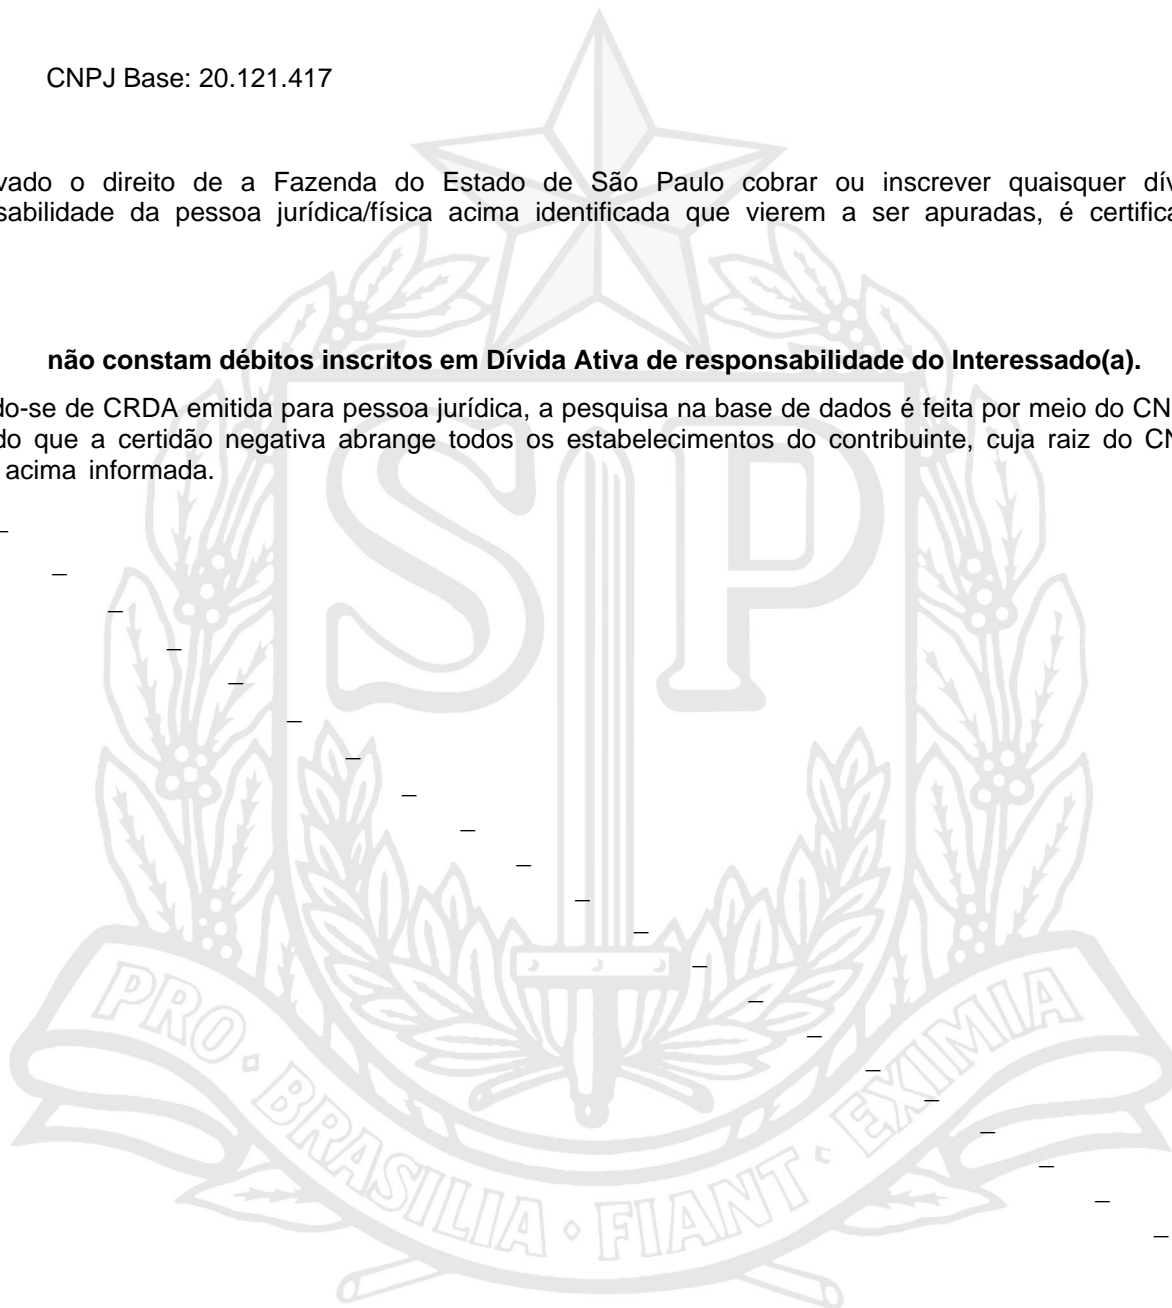 CNPJ Base: 20.121.417
vado o direito de a Fazenda do Estado de São Paulo cobrar ou inscrever quaisquer dív
sabilidade da pessoa jurídica/física acima identificada que vierem a ser apuradas, é certifica
não constam débitos inscritos em Dívida Ativa de responsabilidade do Interessado(a).
do-se de CRDA emitida para pessoa jurídica, a pesquisa na base de dados é feita por meio do CN
do que a certidão negativa abrange todos os estabelecimentos do contribuinte, cuja raiz do CN
acima informada.
SP
PRO · BRASILIA · FIANT · EXIMIA